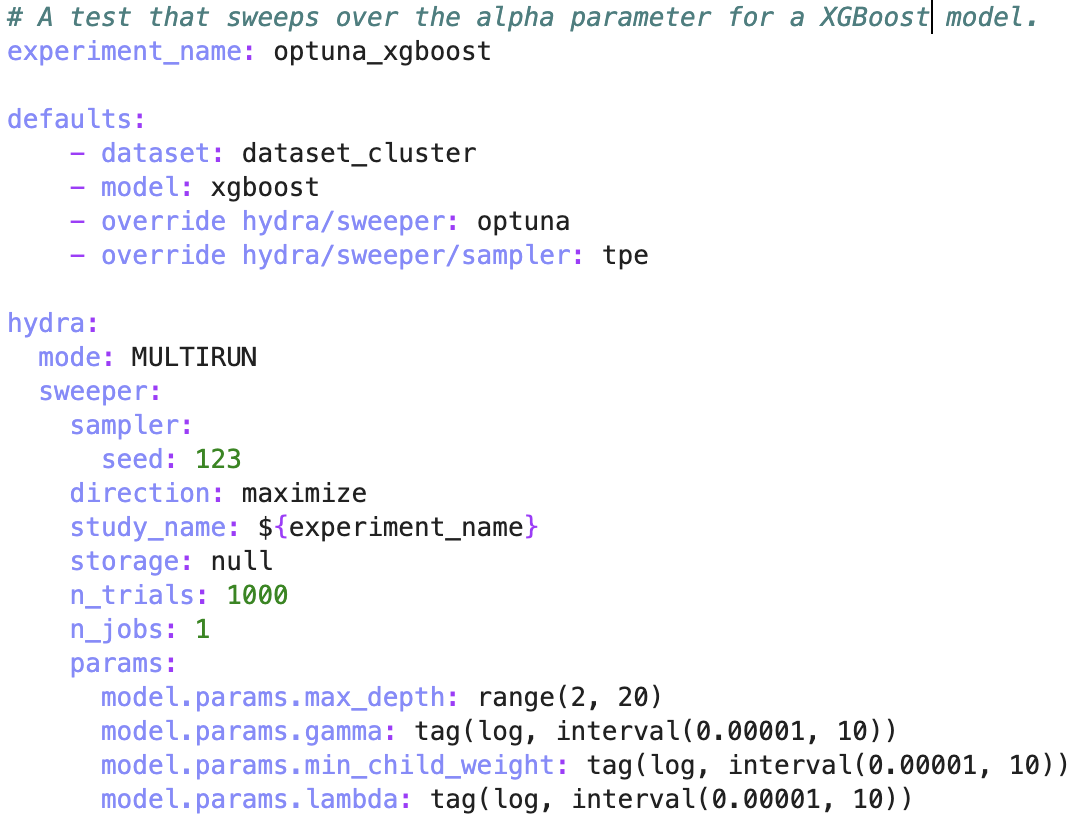 # A test that sweeps over the alpha parameter for a XGBoost model.
experiment_name: optuna_xgboost
defaults:
- dataset: dataset_cluster
- model: xgboost
- override hydra/sweeper: optuna
- override hydra/sweeper/sampler: tpe
hydra:
mode: MULTIRUN
sweeper:
sampler:
seed: 123
direction: maximize
study_name: ${experiment_name}
storage: null
n_trials: 1000
n_jobs: 1
params:
model.params.max_depth: range(2, 20)
model.params.gamma: tag(log, interval(0.00001, 10))
model.params.min_child_weight: tag(log, interval(0.00001, 10))
model.params.lambda: tag(log, interval(0.00001, 10))